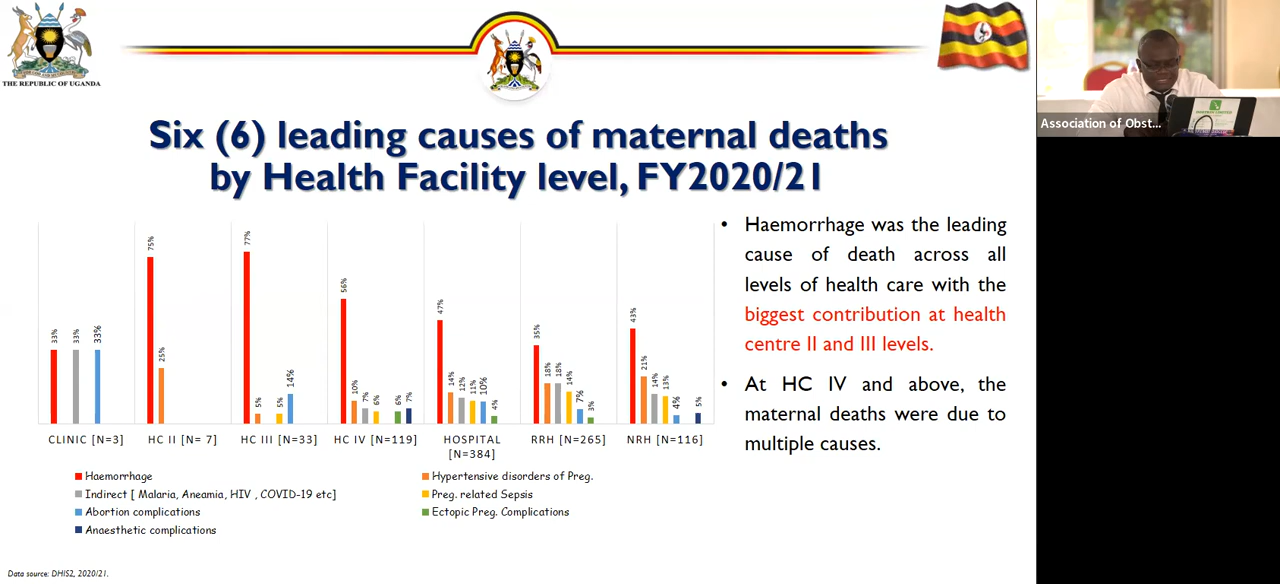 THE REPUBLIC OF UGANDA
Association of Obst...
Six (6) leading causes of maternal deaths
by Health Facility level, FY2020/21
33%
33%
33%
75%
25%
77%
5%
5%
14%
56%
10%
7%
6%
6%
7%
47%
14%
12%
11%
10%
4%
35%
18%
18%
14%
7%
3%
43%
21%
14%
13%
4%
5%
CLINIC [N=3]
HC II [N= 7]
HC III [N=33]
HC IV [N=119]
HOSPITAL
[N=384]
RRH [N=265]
NRH [N=116]
Haemorrhage
Hypertensive disorders of Preg.
Indirect [ Malaria, Aneamia, HIV , COVID-19 etc]
Preg. related Sepsis
Abortion complications
Ectopic Preg. Complications
Anaesthetic complications
• Haemorrhage was the leading
cause of death across all
levels of health care with the
biggest contribution at health
centre II and III levels.
• At HC IV and above, the
maternal deaths were due to
multiple causes.
Data source: DHIS2, 2020/21.